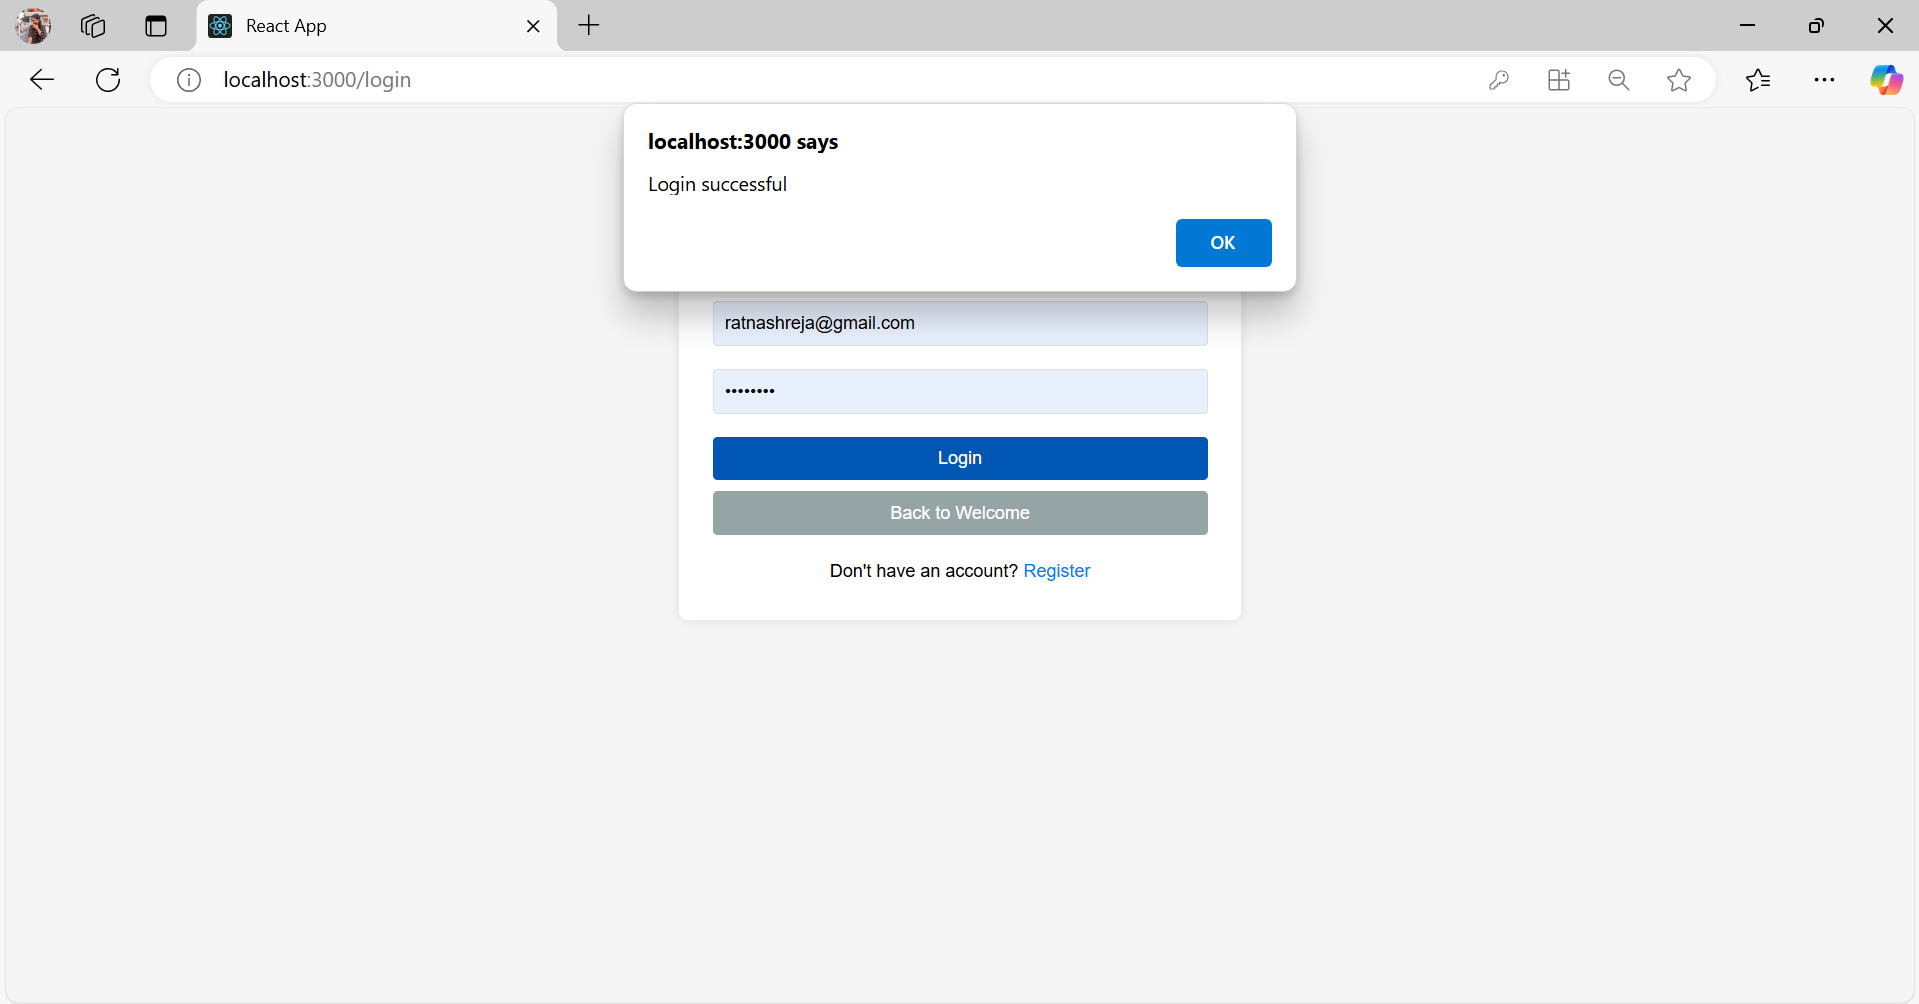 React App
localhost:3000/login
localhost:3000 says
Login successful
OK
ratnashreja@gmail.com
••••••••
Login
Back to Welcome
Don't have an account? Register